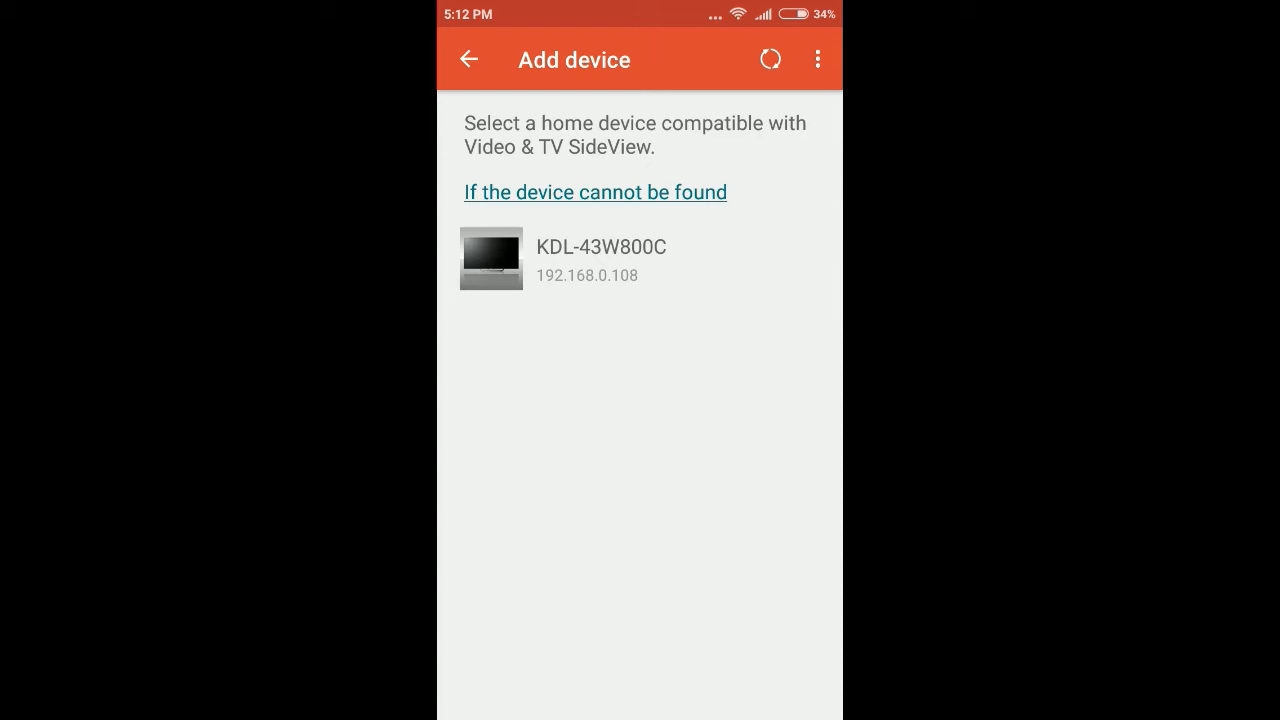 5:12 PM
34%
Add device
Select a home device compatible with
Video & TV SideView.
If the device cannot be found
KDL-43W800C
192.168.0.108